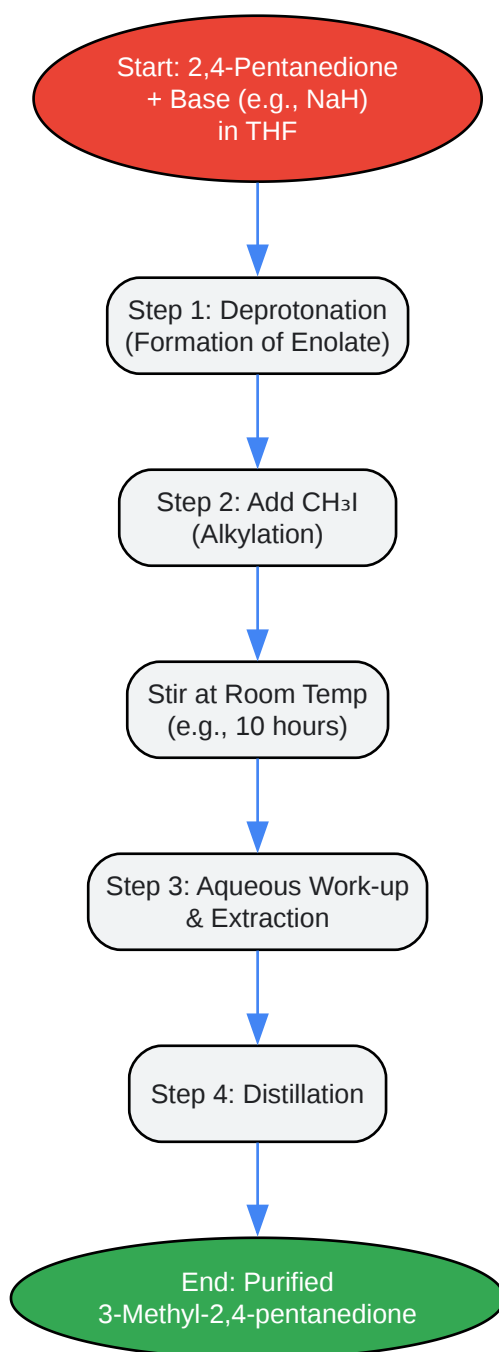 Start: 2,4-Pentanedione
+ Base (e.g., NaH)
in THF
Step 1: Deprotonation
(Formation of Enolate)
Step 2: Add CH₃I
(Alkylation)
Stir at Room Temp
(e.g., 10 hours)
Step 3: Aqueous Work-up
& Extraction
Step 4: Distillation
End: Purified
3-Methyl-2,4-pentanedione